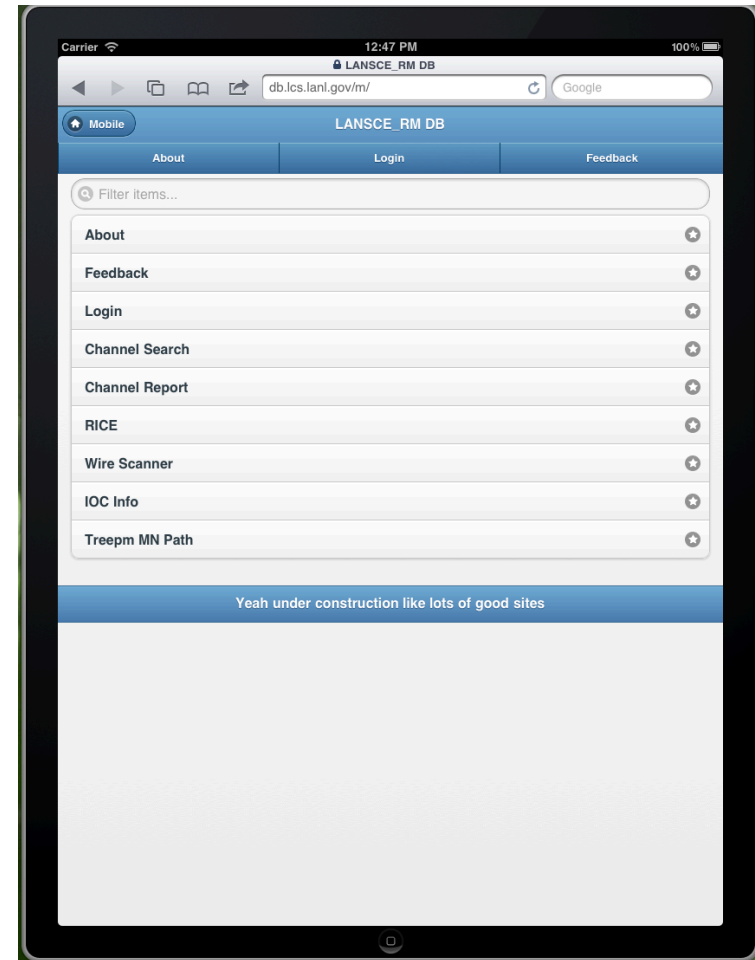 Carrier 12:47 PM 100%
LANSCE_RM DB
db.lcs.lanl.gov/m/ Google
Mobile LANSCE_RM DB
About Login Feedback
Filter items...
About
Feedback
Login
Channel Search
Channel Report
RICE
Wire Scanner
IOC Info
Treepm MN Path
Yeah under construction like lots of good sites